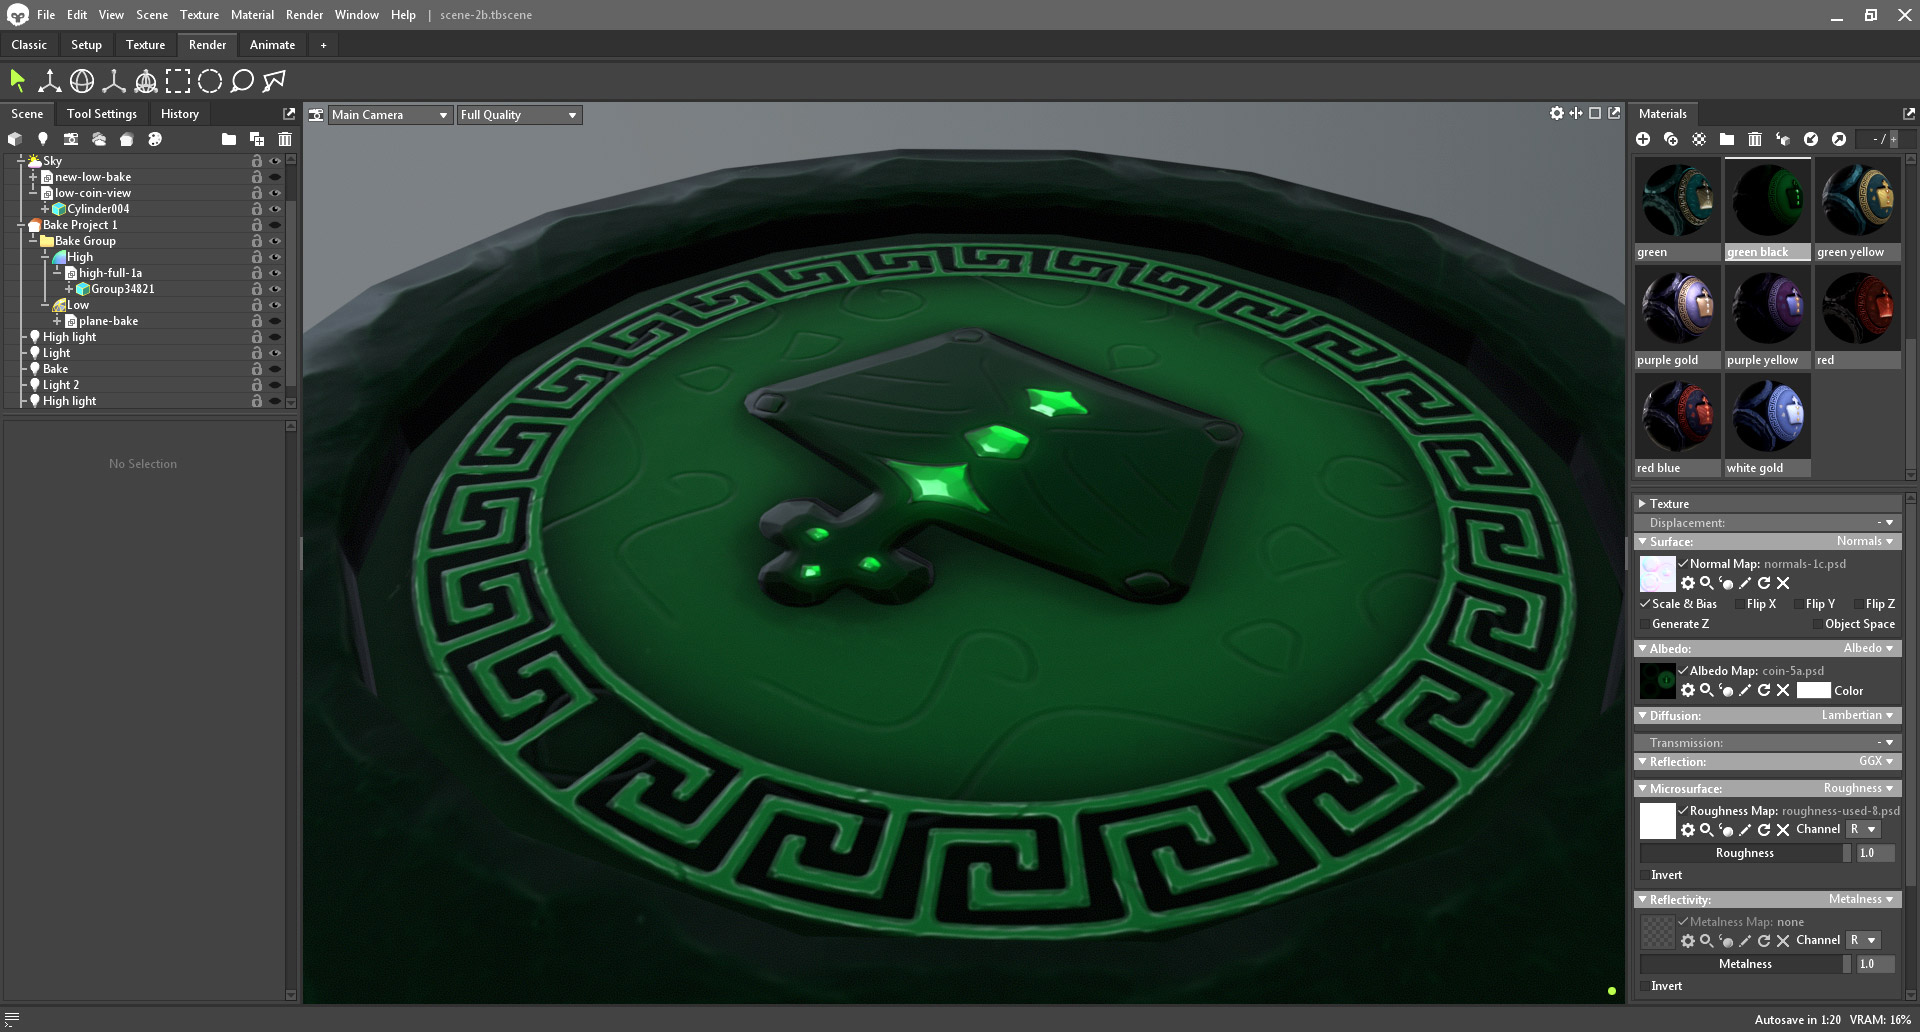 File Edit View Scene Texture Material Render Window Help | scene-2b.tbscene
Classic Setup Texture Render Animate +
Scene Tool Settings History
Main Camera Full Quality
Materials
- / +
Sky
new-low-bake
low-coin-view
Cylinder004
Bake Project 1
Bake Group
High
high-full-1a
Group34821
Low
plane-bake
High light
Light
Bake
Light 2
High light
No Selection
green green black green yellow
purple gold purple yellow red
red blue white gold
Texture
Displacement: -
Surface: Normals
Normal Map: normals-1c.psd
Scale & Bias Flip X Flip Y Flip Z
Generate Z Object Space
Albedo: Albedo
Albedo Map: coin-5a.psd
Color
Diffusion: Lambertian
Transmission: -
Reflection: GGX
Microsurface: Roughness
Roughness Map: roughness-used-8.psd
Channel R
Roughness 1.0
Invert
Reflectivity: Metalness
Metalness Map: none
Channel R
Metalness 1.0
Invert
Autosave in 1:20 VRAM: 16%